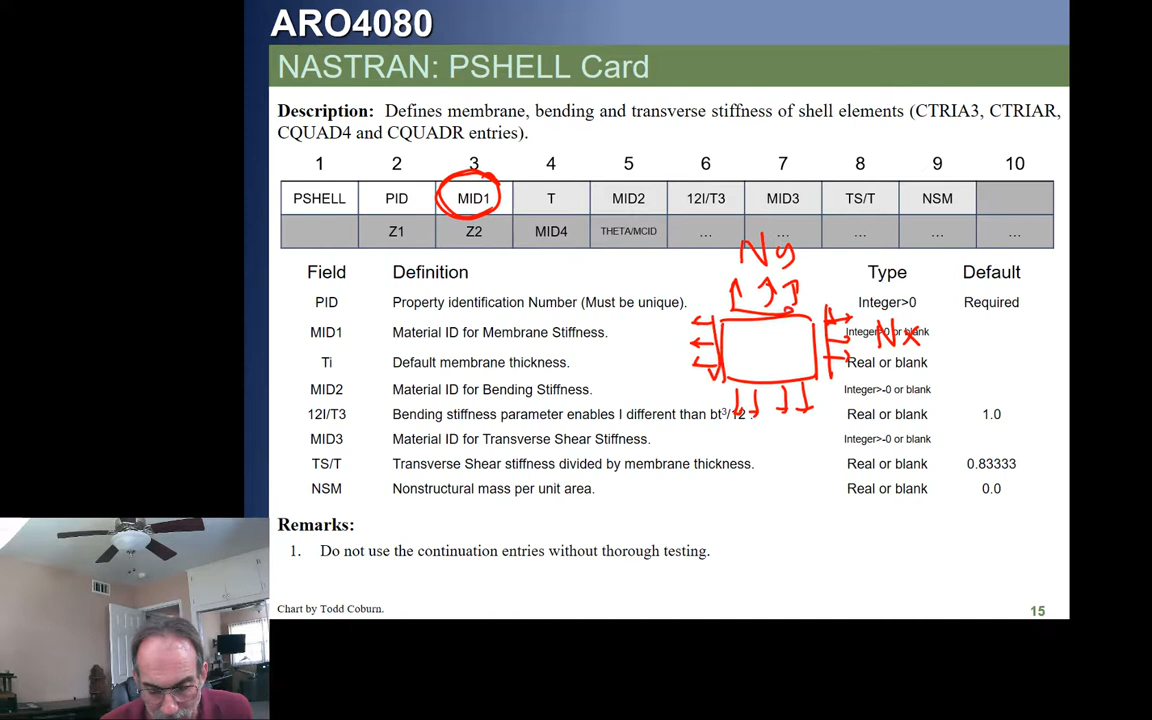 ARO4080
NASTRAN: PSHELL Card
Description: Defines membrane, bending and transverse stiffness of shell elements (CTRIA3, CTRIAR,
CQUAD4 and CQUADR entries).
1 2 3 4 5 6 7 8 9 10
PSHELL PID MID1 T MID2 12I/T3 MID3 TS/T NSM
Z1 Z2 MID4 THETA/MCID ... ... ... ... ...
Ny
Field Definition Type Default
PID Property identification Number (Must be unique). Integer>0 Required
MID1 Material ID for Membrane Stiffness. Integer>0 or blank
Nx
Ti Default membrane thickness. Real or blank
MID2 Material ID for Bending Stiffness. Integer>-0 or blank
12I/T3 Bending stiffness parameter enables I different than bt³/12 . Real or blank 1.0
MID3 Material ID for Transverse Shear Stiffness. Integer>-0 or blank
TS/T Transverse Shear stiffness divided by membrane thickness. Real or blank 0.83333
NSM Nonstructural mass per unit area. Real or blank 0.0
Remarks:
1. Do not use the continuation entries without thorough testing.
Chart by Todd Coburn. 15